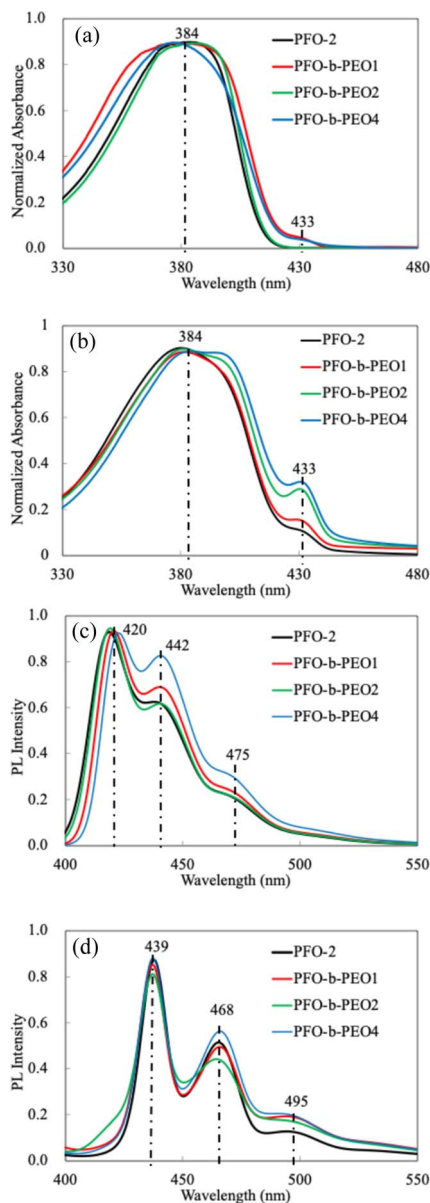 (a)
384
PFO-2
PFO-b-PEO1
PFO-b-PEO2
PFO-b-PEO4
433
Normalized Absorbance
1.0
0.8
0.6
0.4
0.2
0.0
330 380 430 480
Wavelength (nm)
(b)
384
PFO-2
PFO-b-PEO1
PFO-b-PEO2
PFO-b-PEO4
433
Normalized Absorbance
1
0.8
0.6
0.4
0.2
0
330 380 430 480
Wavelength (nm)
(c)
420
442
475
PFO-2
PFO-b-PEO1
PFO-b-PEO2
PFO-b-PEO4
PL Intensity
1.0
0.8
0.6
0.4
0.2
0.0
400 450 500 550
Wavelength (nm)
(d)
439
468
495
PFO-2
PFO-b-PEO1
PFO-b-PEO2
PFO-b-PEO4
PL Intensity
1.0
0.8
0.6
0.4
0.2
0.0
400 450 500 550
Wavelength (nm)